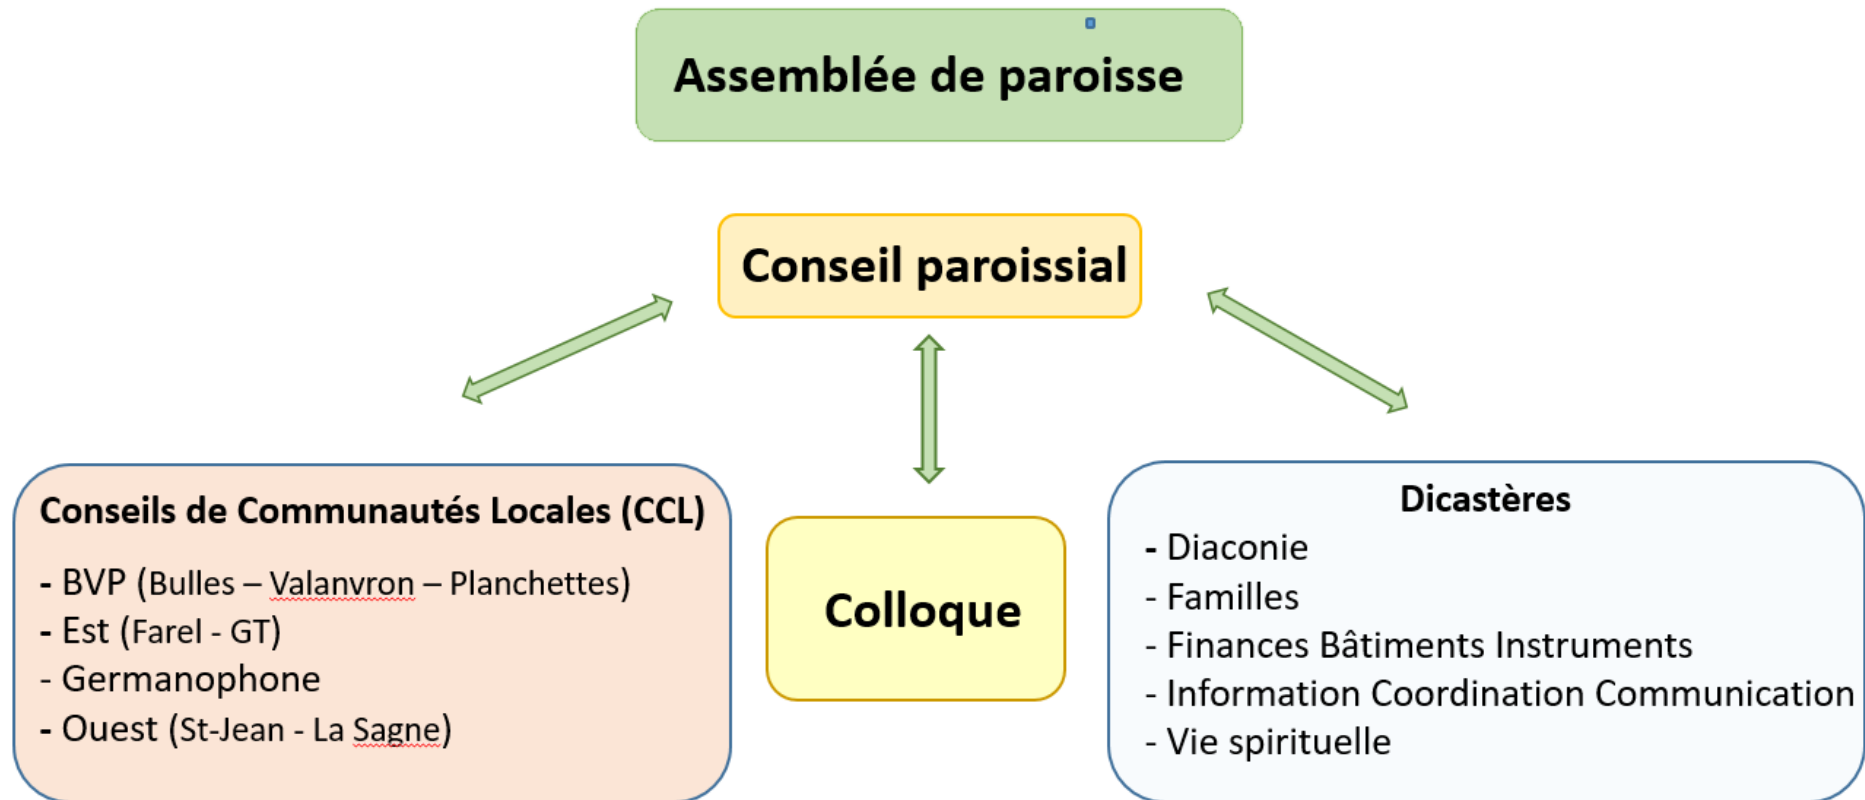 Assemblée de paroisse
Conseil paroissial
Conseils de Communautés Locales (CCL)
- BVP (Bulles – Valanvron – Planchettes)
- Est (Farel - GT)
- Germanophone
- Ouest (St-Jean - La Sagne)
Colloque
Dicastères
- Diaconie
- Familles
- Finances Bâtiments Instruments
- Information Coordination Communication
- Vie spirituelle